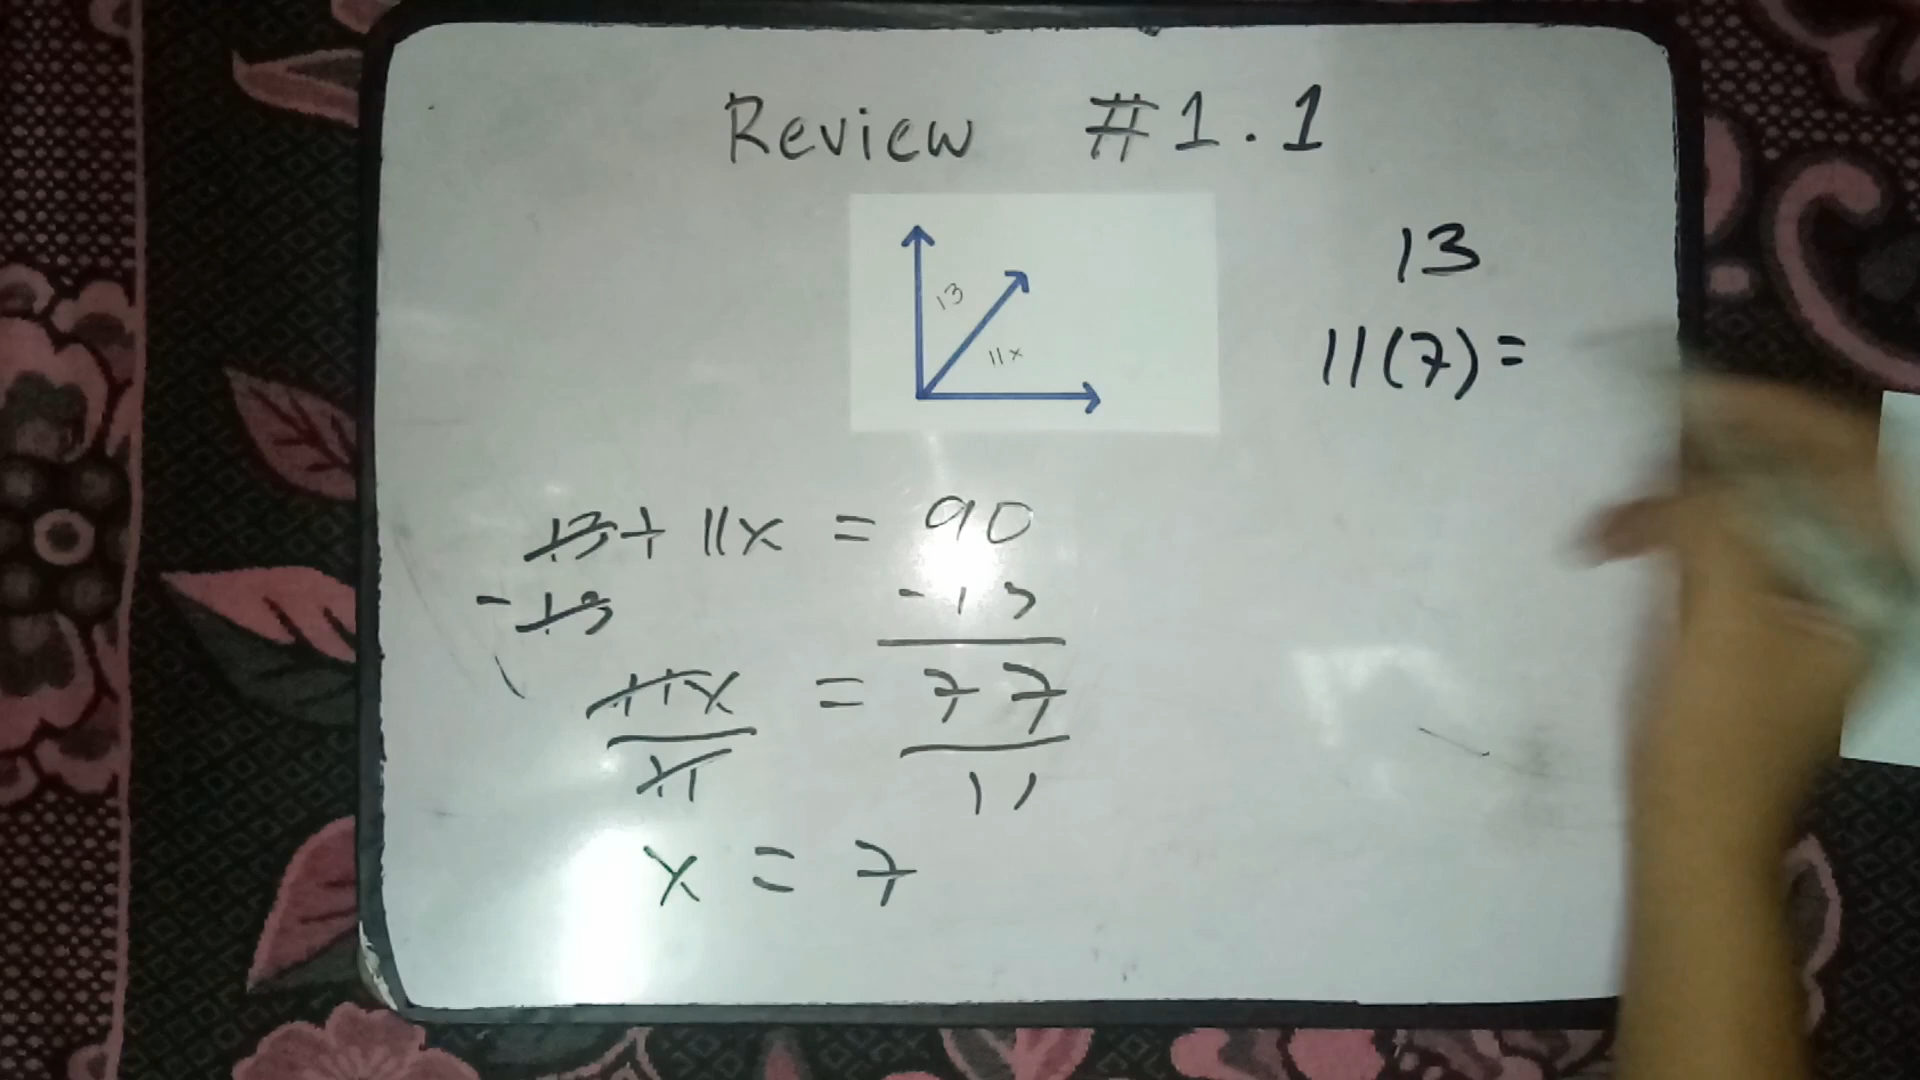 Review #1.1
13
11x
13
11(7)=
13 + 11x = 90
-13 -13
11x = 77
11 11
x = 7